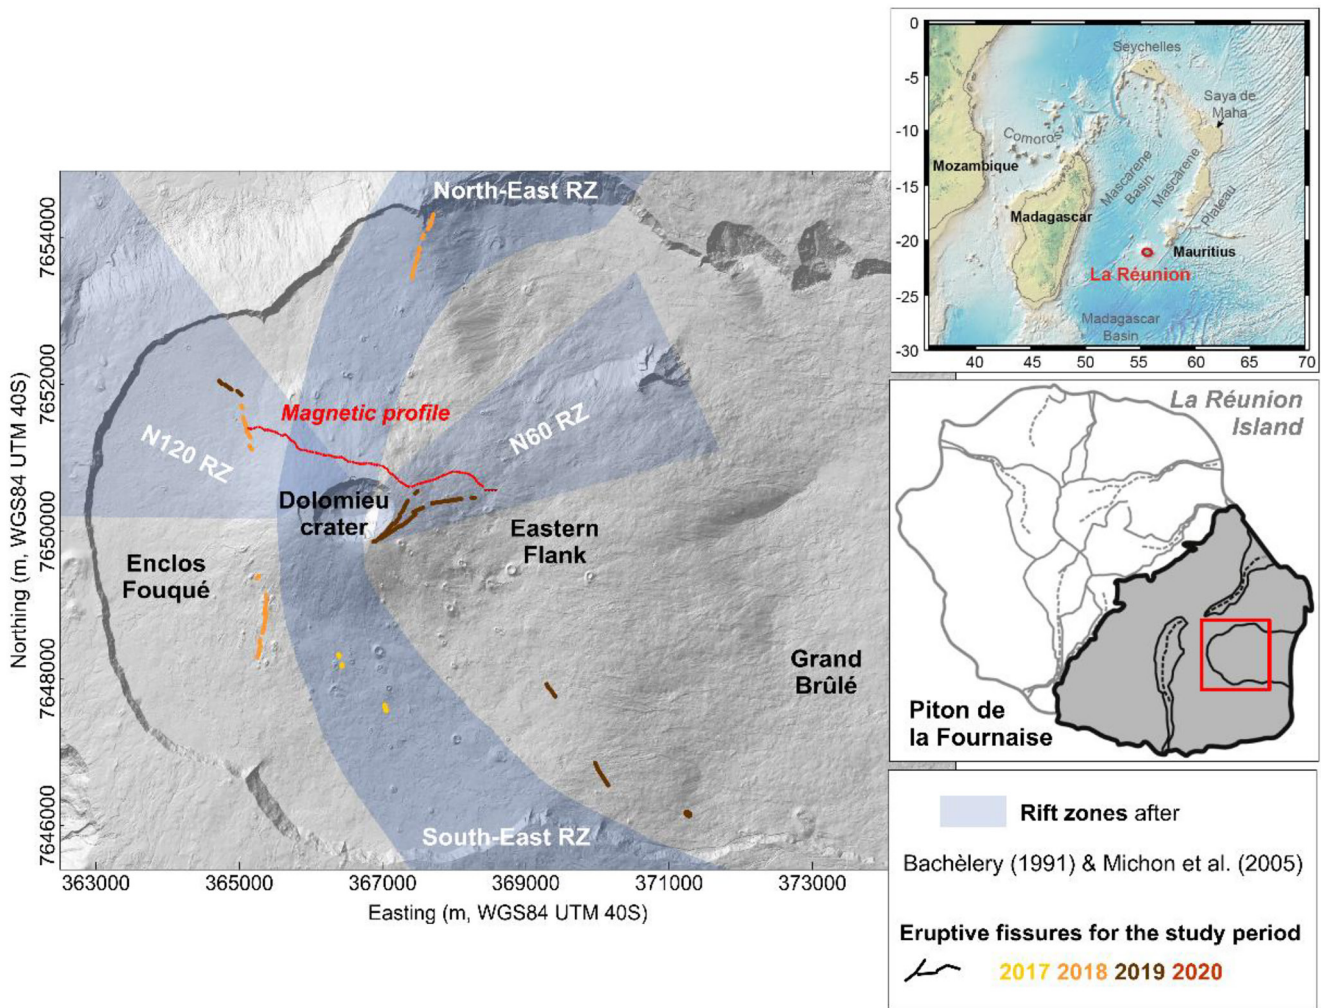 North-East RZ
Magnetic profile
N120 RZ
N60 RZ
Dolomieu
crater
Eastern
Flank
Enclos
Fouqué
Grand
Brûlé
South-East RZ
Northing (m, WGS84 UTM 40S)
7654000
7652000
7650000
7648000
7646000
363000
365000
367000
369000
371000
373000
Easting (m, WGS84 UTM 40S)
0
-5
-10
-15
-20
-25
-30
40
45
50
55
60
65
70
Seychelles
Saya de
Maha
Comoros
Mozambique
Mascarene
Basin
Mascarene
Plateau
Madagascar
Mauritius
La Réunion
Madagascar
Basin
La Réunion
Island
Piton de
la Fournaise
Rift zones after
Bachèlery (1991) & Michon et al. (2005)
Eruptive fissures for the study period
2017 2018 2019 2020